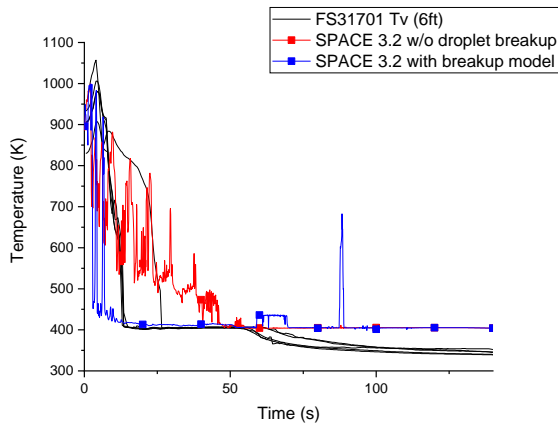 FS31701 Tv (6ft)
SPACE 3.2 w/o droplet breakup
SPACE 3.2 with breakup model
1100
1000
900
800
700
600
500
400
300
Temperature (K)
0
50
100
Time (s)